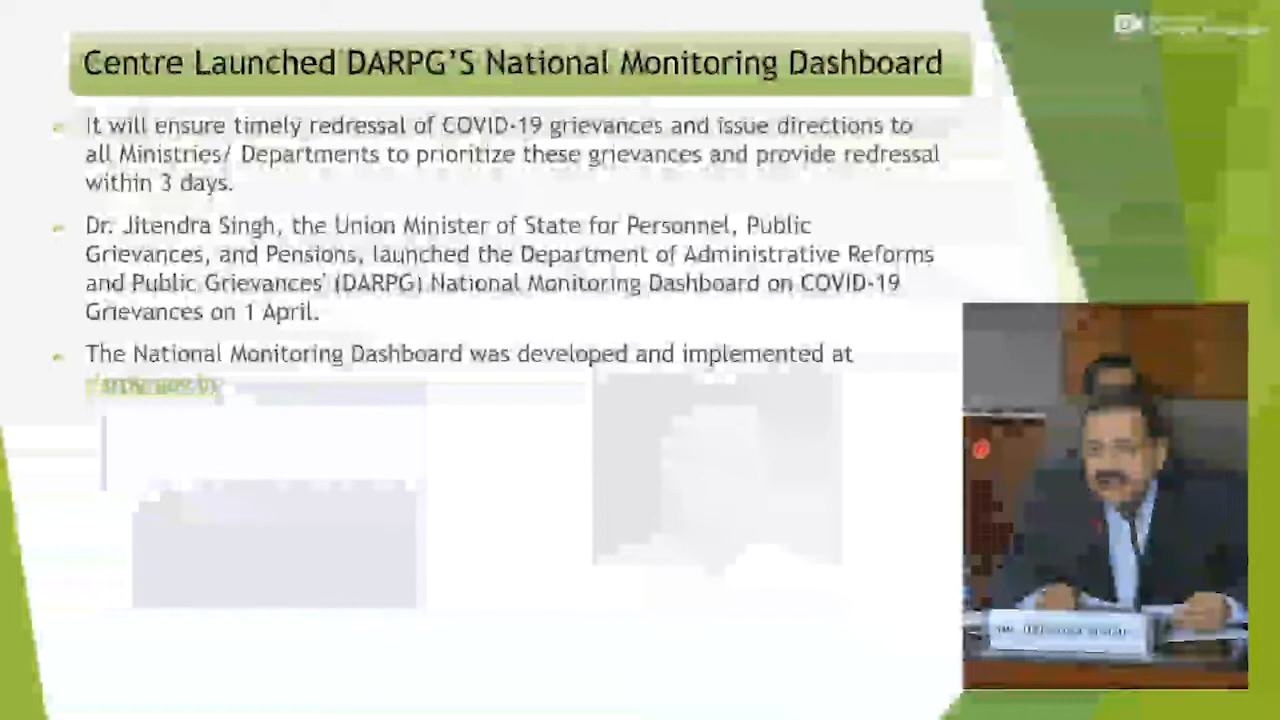 Centre Launched DARPG’S National Monitoring Dashboard
It will ensure timely redressal of COVID-19 grievances and issue directions to
all Ministries/ Departments to prioritize these grievances and provide redressal
within 3 days.
Dr. Jitendra Singh, the Union Minister of State for Personnel, Public
Grievances, and Pensions, launched the Department of Administrative Reforms
and Public Grievances' (DARPG) National Monitoring Dashboard on COVID-19
Grievances on 1 April.
The National Monitoring Dashboard was developed and implemented at